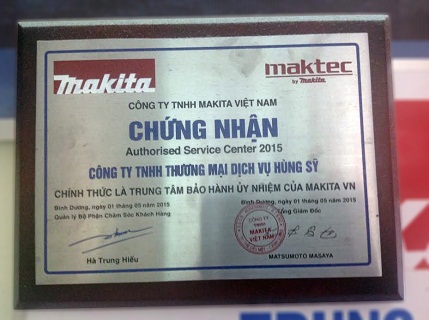 makita
maktec
by makita
CÔNG TY TNHH MAKITA VIỆT NAM
CHỨNG NHẬN
Authorised Service Center 2015
CÔNG TY TNHH THƯƠNG MẠI DỊCH VỤ HÙNG SỸ
CHÍNH THỨC LÀ TRUNG TÂM BẢO HÀNH ỦY NHIỆM CỦA MAKITA VN
Bình Dương, ngày 01 tháng 05 năm 2015
Bình Dương, ngày 01 tháng 05 năm 2015
Quản lý Bộ Phận Chăm Sóc Khách Hàng
Tổng Giám Đốc
CÔNG TY
TNHH
MAKITA
VIỆT NAM
Hà Trung Hiếu
MATSUMOTO MASAYA